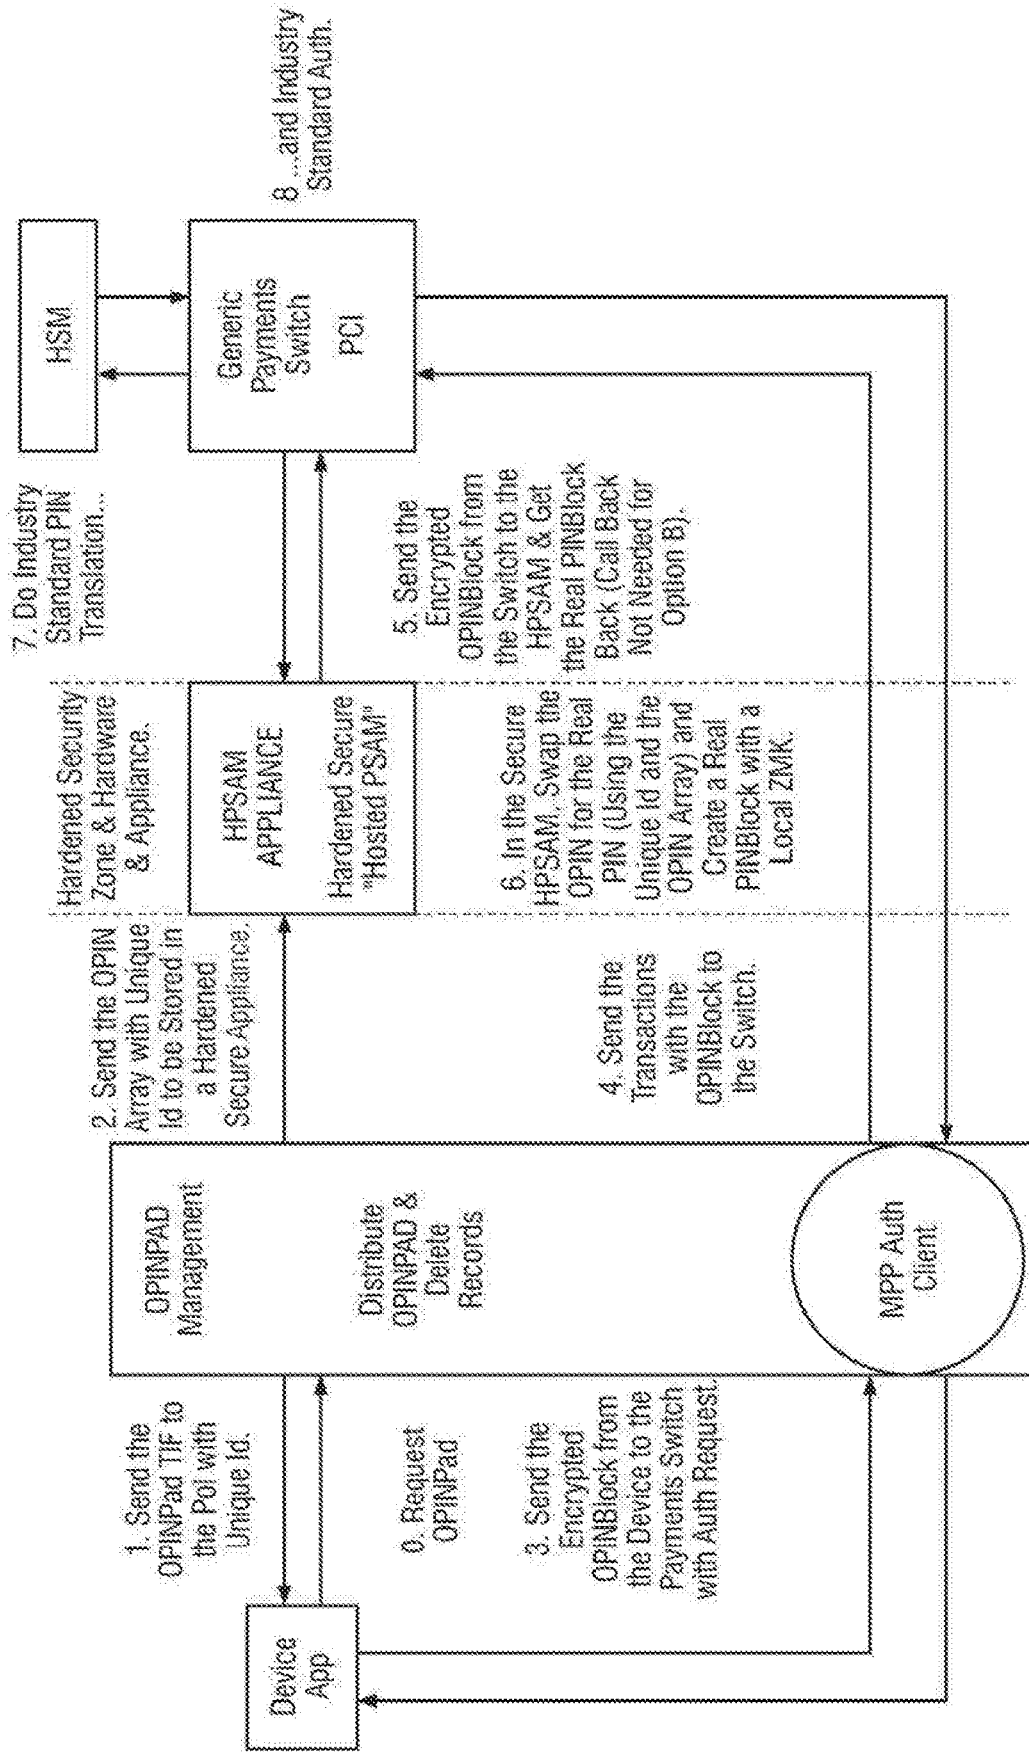 7. Do Industry
Standard PIN
Translation...
HSM
8 ...and Industry
Standard Auth.
Generic
Payments
Switch
PCI
Hardened Security
Zone & Hardware
& Appliance.
HPSAM
APPLIANCE
Hardened Secure
"Hosted PSAM"
5. Send the
Encrypted
OPINBlock from
the Switch to the
HPSAM & Get
the Real PINBlock
Back (Call Back
Not Needed for
Option B).
6. In the Secure
HPSAM, Swap the
OPIN for the Real
PIN (Using the
Unique Id and the
OPIN Array) and
Create a Real
PINBlock with a
Local ZMK.
2. Send the OPIN
Array with Unique
Id to be Stored in
a Hardened
Secure Appliance.
4. Send the
Transactions
with the
OPINBlock to
the Switch.
OPINPAD
Management
Distribute
OPINPAD &
Delete
Records
MPP Auth
Client
1. Send the
OPINPad TIF to
the PoI with
Unique Id.
0. Request
OPINPad
3. Send the
Encrypted
OPINBlock from
the Device to the
Payments Switch
with Auth Request.
Device
App